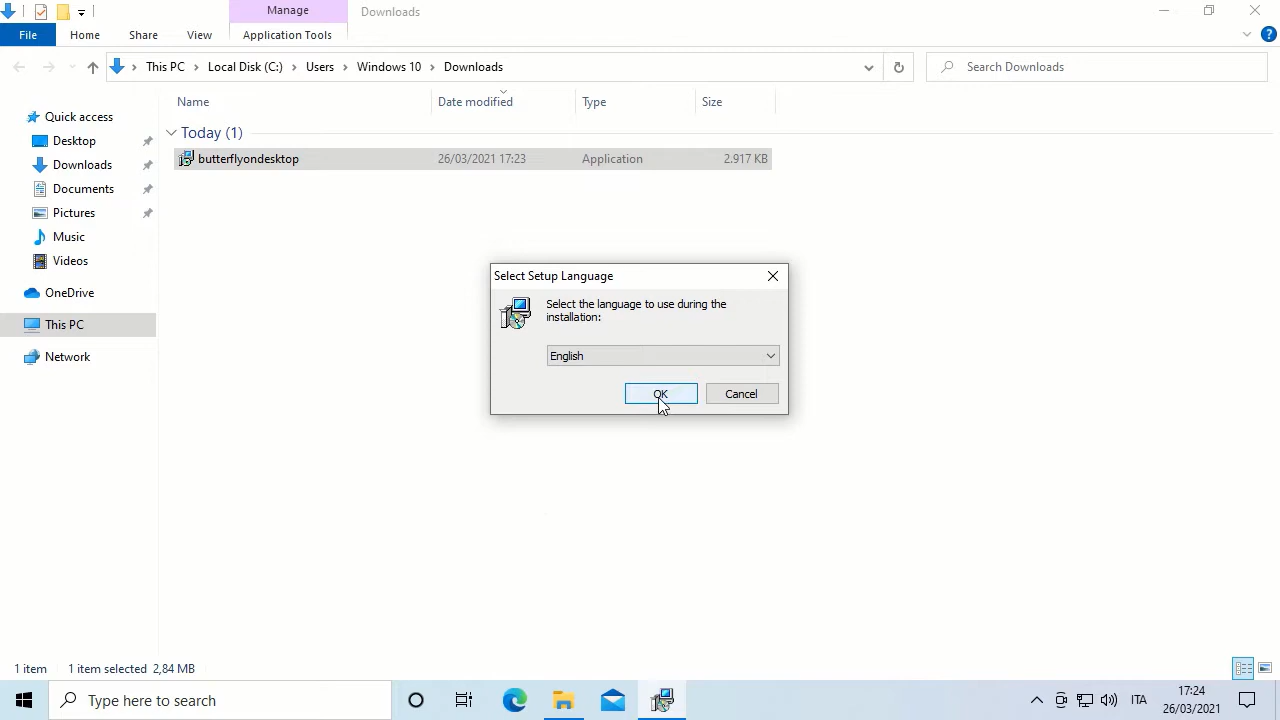 Manage
Downloads
File
Home
Share
View
Application Tools
This PC
Local Disk (C:)
Users
Windows 10
Downloads
Search Downloads
Name
Date modified
Type
Size
Quick access
Today (1)
Desktop
butterflyondesktop
26/03/2021 17:23
Application
2.917 KB
Downloads
Documents
Pictures
Music
Videos
OneDrive
This PC
Network
Select Setup Language
Select the language to use during the
installation:
English
OK
Cancel
1 item
1 item selected 2,84 MB
Type here to search
ITA
17:24
26/03/2021